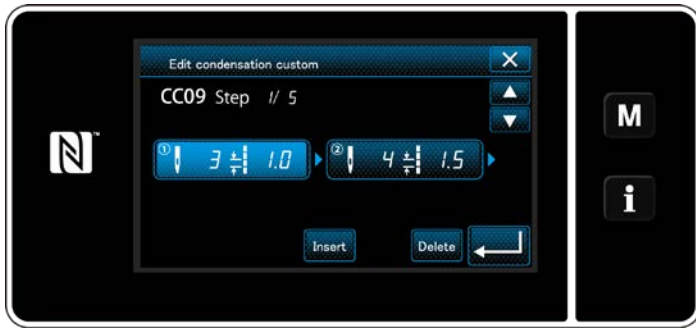 Edit condensation custom
CC09 Step 1/ 5
M
N
① 3 1.0 ② 4 1.5
i
Insert Delete